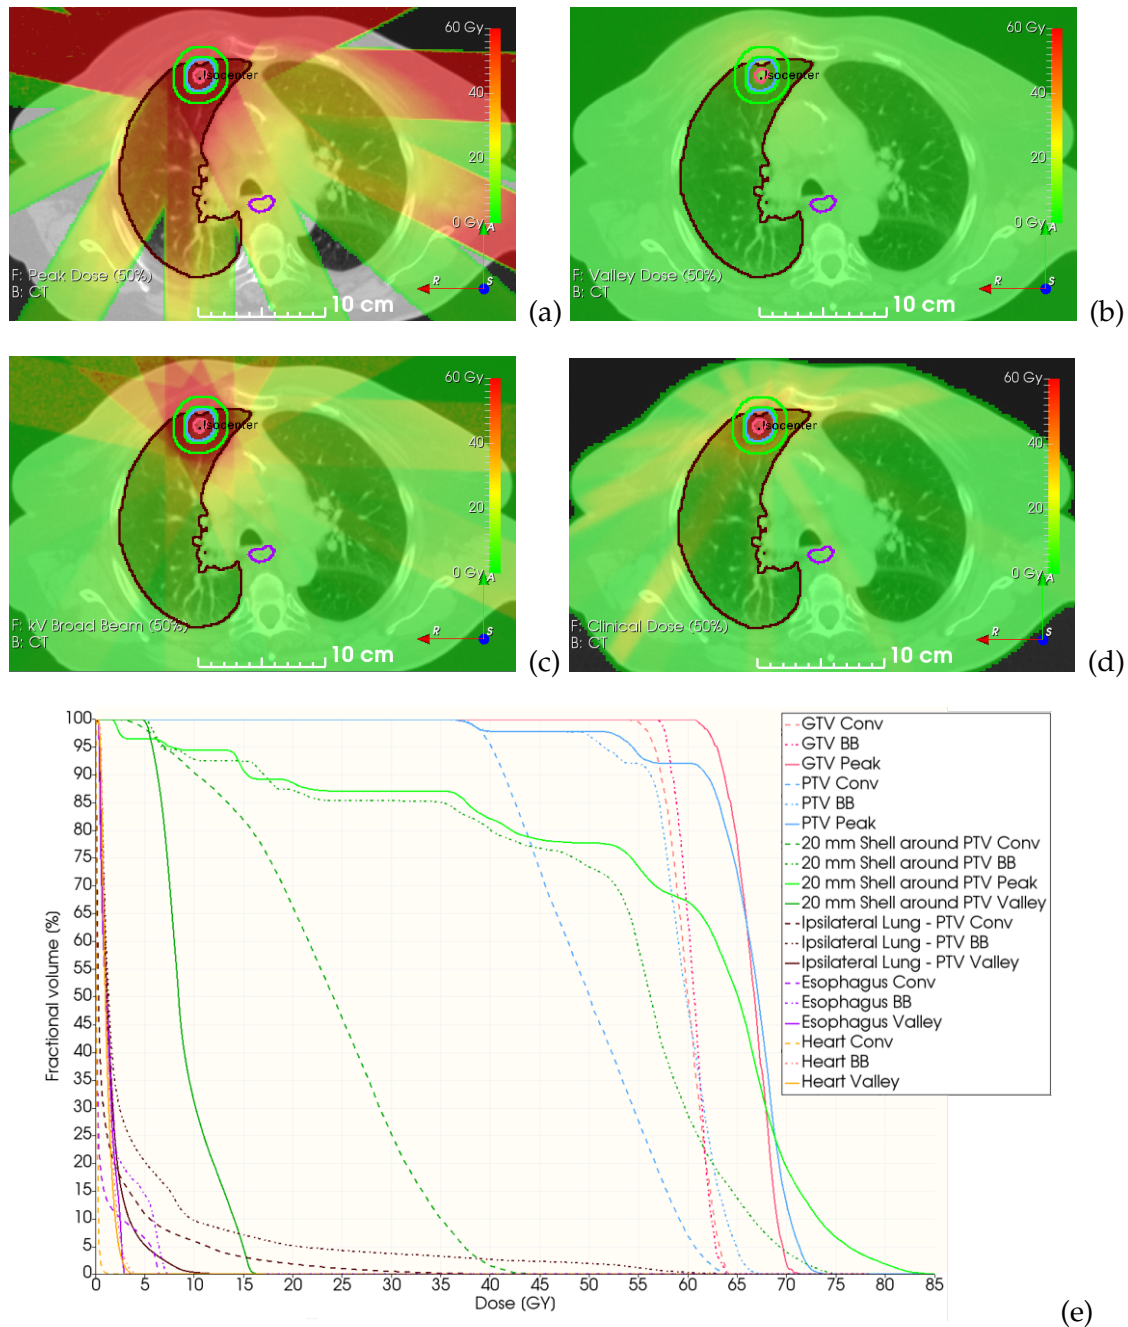 60 Gy
40
20
0 Gy
A
R
S
Isocenter
F: Peak Dose (50%)
B: CT
10 cm
(a)
60 Gy
40
20
0 Gy
A
R
S
Isocenter
F: Valley Dose (50%)
B: CT
10 cm
(b)
60 Gy
40
20
0 Gy
A
R
S
Isocenter
F: kV Broad Beam (50%)
B: CT
10 cm
(c)
60 Gy
40
20
0 Gy
A
R
S
Isocenter
F: Clinical Dose (50%)
B: CT
10 cm
(d)
Fractional volume (%)
100
95
90
85
80
75
70
65
60
55
50
45
40
35
30
25
20
15
10
5
0
0 5 10 15 20 25 30 35 40 45 50 55 60 65 70 75 80 85
Dose (GY)
GTV Conv
GTV BB
GTV Peak
PTV Conv
PTV BB
PTV Peak
20 mm Shell around PTV Conv
20 mm Shell around PTV BB
20 mm Shell around PTV Peak
20 mm Shell around PTV Valley
Ipsilateral Lung - PTV Conv
Ipsilateral Lung - PTV BB
Ipsilateral Lung - PTV Valley
Esophagus Conv
Esophagus BB
Esophagus Valley
Heart Conv
Heart BB
Heart Valley
(e)